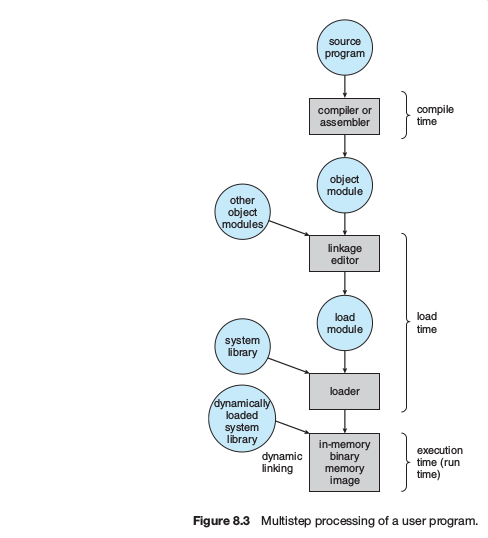 source
program
compiler or
assembler
compile
time
object
module
other
object
modules
linkage
editor
load
module
load
time
system
library
loader
dynamically
loaded
system
library
dynamic
linking
in-memory
binary
memory
image
execution
time (run
time)
Figure 8.3 Multistep processing of a user program.